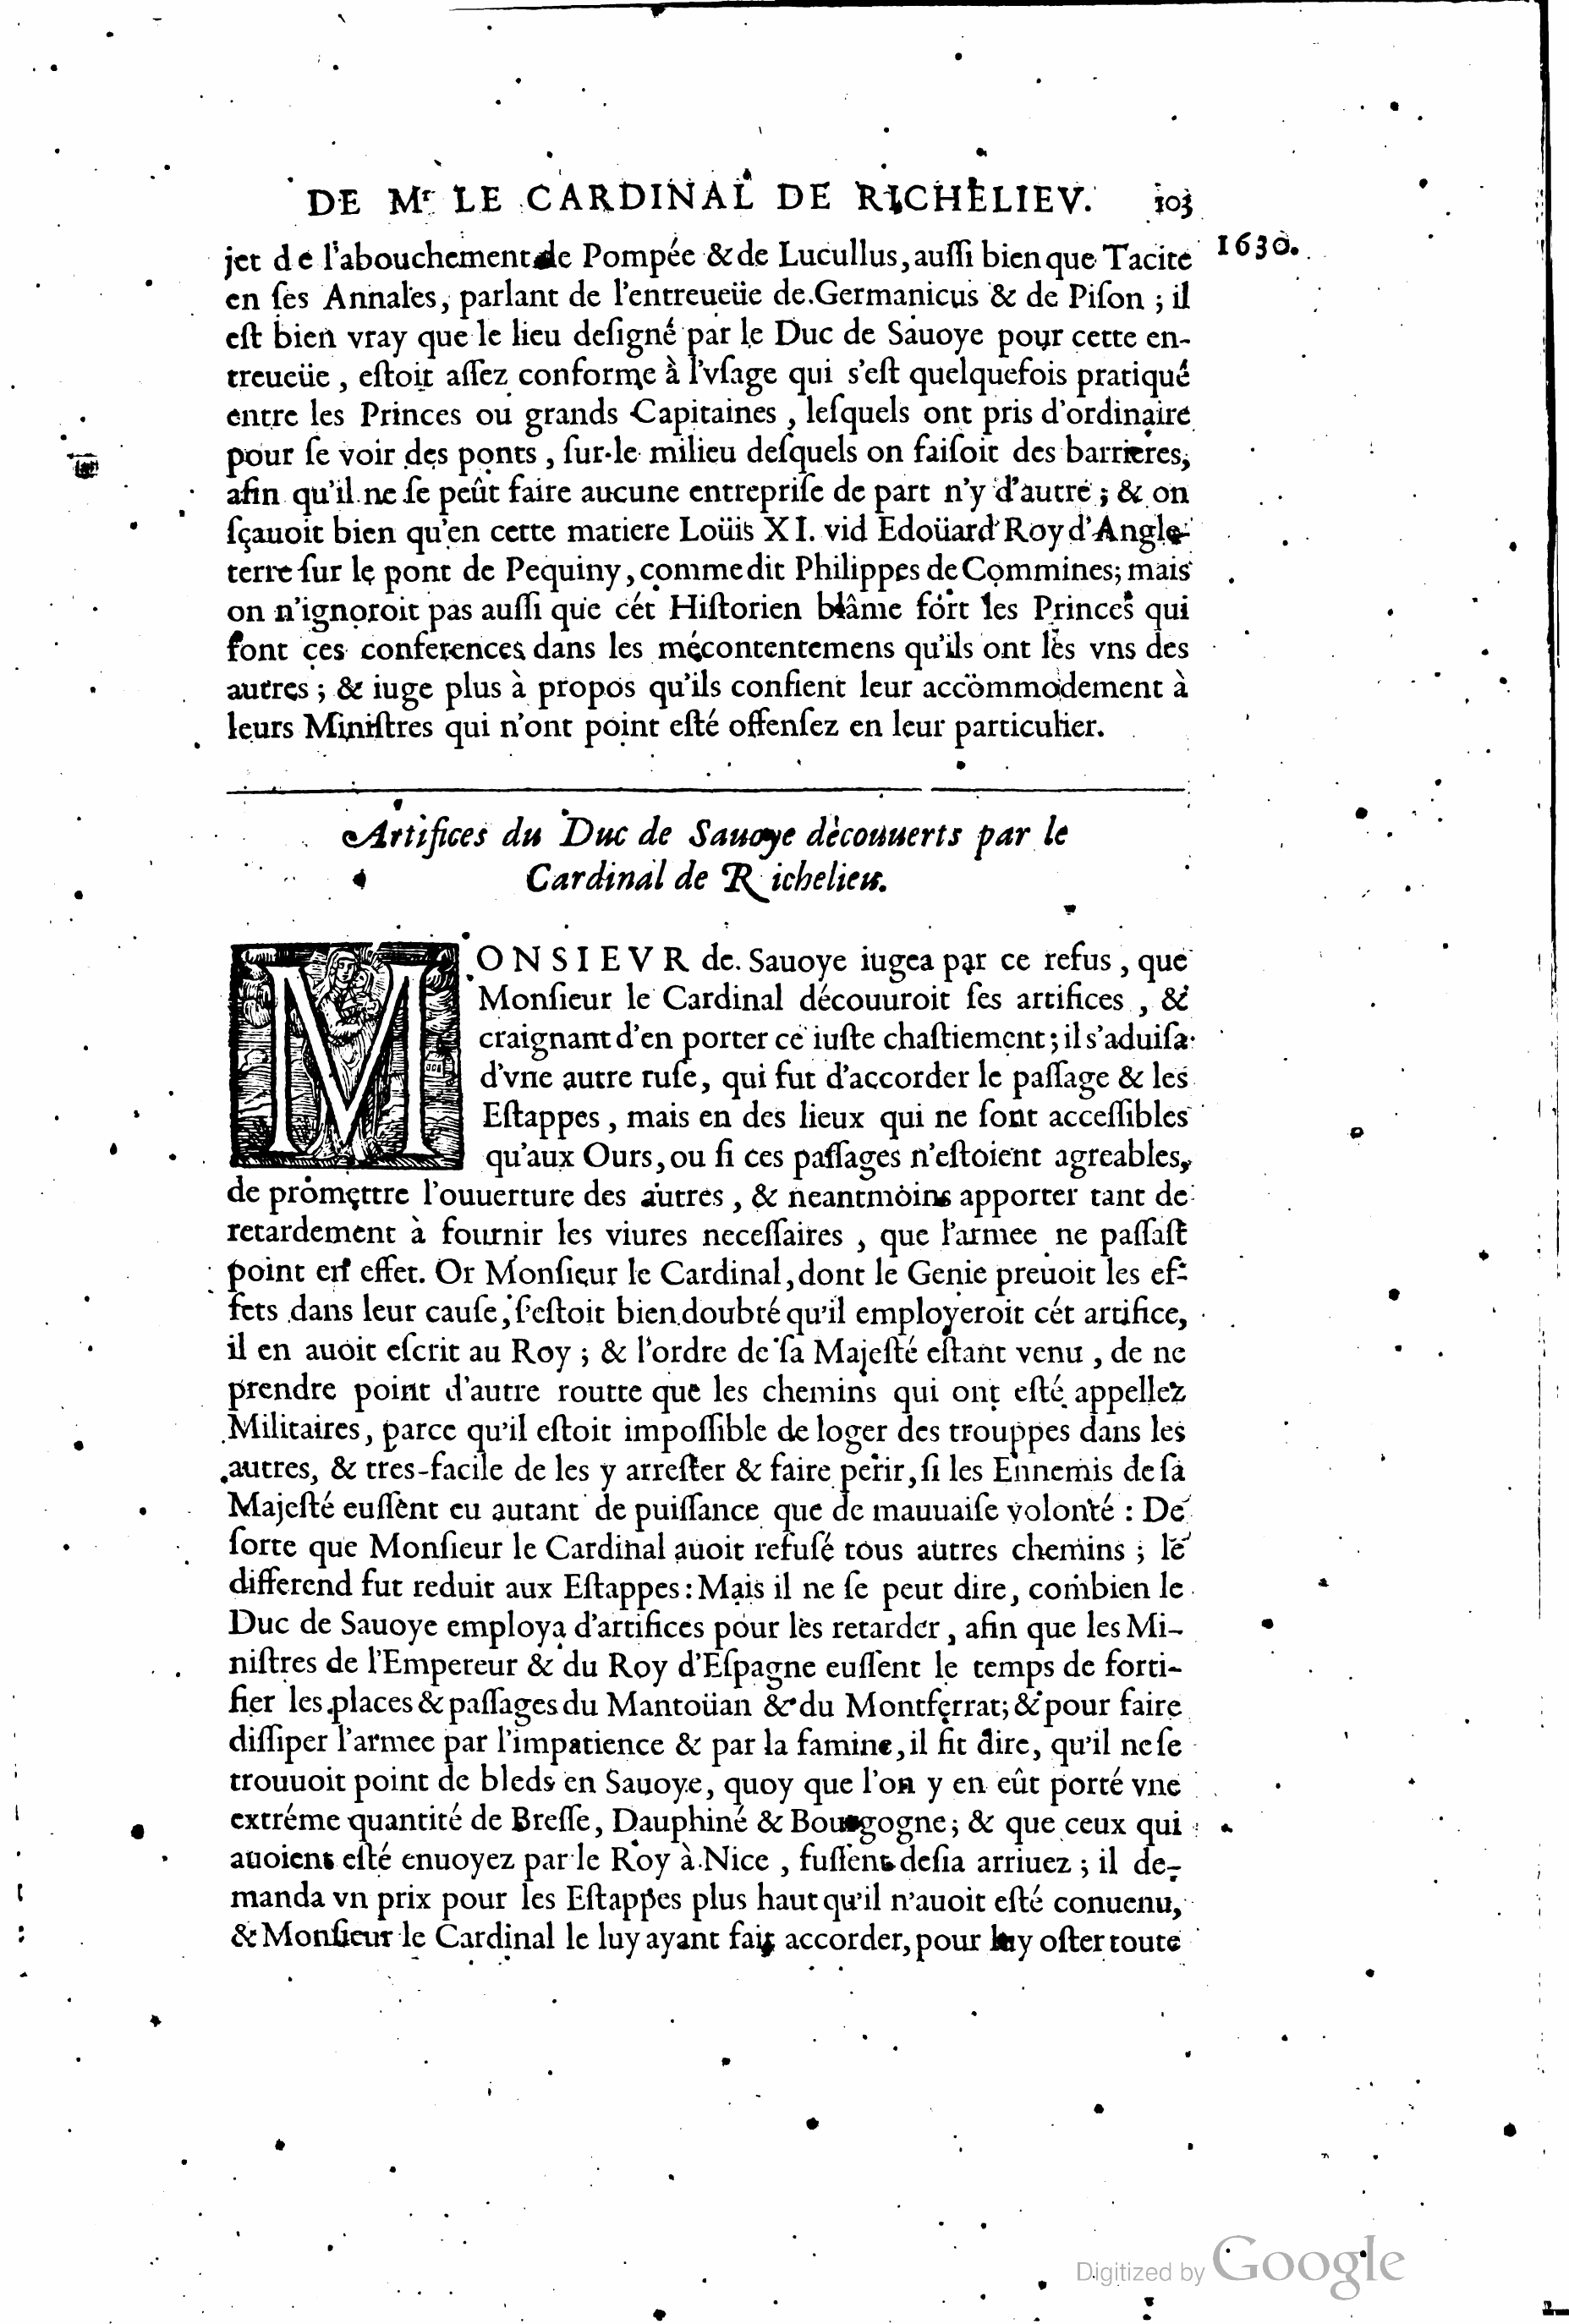 DE Mr LE CARDINAL DE RICHELIEV. 103
1630.
jet de l'abouchement de Pompée & de Lucullus, auſſi bien que Tacite
en ſes Annales, parlant de l'entreueüe de Germanicus & de Piſon ; il
eſt bien vray que le lieu deſigné par le Duc de Sauoye pour cette en-
treueüe, eſtoit aſſez conforme à l'vſage qui s'eſt quelquefois pratiqué
entre les Princes ou grands Capitaines, leſquels ont pris d'ordinaire
pour ſe voir des ponts, ſur le milieu deſquels on faiſoit des barrieres,
afin qu'il ne ſe peût faire aucune entrepriſe de part n'y d'autre ; & on
ſçauoit bien qu'en cette matiere Loüis XI. vid Edoüard Roy d'Angle-
terre ſur le pont de Pequiny, comme dit Philippes de Commines; mais
on n'ignoroit pas auſſi que cét Hiſtorien blâme fort les Princes qui
font ces conferences dans les mécontentemens qu'ils ont les vns des
autres ; & iuge plus à propos qu'ils confient leur accommodement à
leurs Miniſtres qui n'ont point eſté offenſez en leur particulier.
Artifices du Duc de Sauoye découuerts par le
Cardinal de Richelieu.
MONSIEVR de Sauoye iugea par ce refus, que
Monſieur le Cardinal découuroit ſes artifices, &
craignant d'en porter ce iuſte chaſtiement ; il s'aduiſa
d'vne autre ruſe, qui fut d'accorder le paſſage & les
Eſtappes, mais en des lieux qui ne ſont acceſſibles
qu'aux Ours, ou ſi ces paſſages n'eſtoient agreables,
de promettre l'ouuerture des autres, & neantmoins apporter tant de
retardement à fournir les viures neceſſaires, que l'armee ne paſſaſt
point en effet. Or Monſieur le Cardinal, dont le Genie preuoit les ef-
fets dans leur cauſe, s'eſtoit bien doubté qu'il employeroit cét artifice,
il en auoit eſcrit au Roy ; & l'ordre de ſa Majeſté eſtant venu, de ne
prendre point d'autre routte que les chemins qui ont eſté appellez
Militaires, parce qu'il eſtoit impoſſible de loger des trouppes dans les
autres, & tres-facile de les y arreſter & faire perir, ſi les Ennemis de ſa
Majeſté euſſent eu autant de puiſſance que de mauuaiſe volonté : De
ſorte que Monſieur le Cardinal auoit refuſé tous autres chemins ; le
differend fut reduit aux Eſtappes : Mais il ne ſe peut dire, combien le
Duc de Sauoye employa d'artifices pour les retarder, afin que les Mi-
niſtres de l'Empereur & du Roy d'Eſpagne euſſent le temps de forti-
fier les places & paſſages du Mantoüan & du Montferrat; & pour faire
diſſiper l'armee par l'impatience & par la famine, il fit dire, qu'il ne ſe
trouuoit point de bleds en Sauoye, quoy que l'on y en eût porté vne
extréme quantité de Breſſe, Dauphiné & Bourgogne; & que ceux qui
auoient eſté enuoyez par le Roy à Nice, fuſſent deſia arriuez ; il de-
manda vn prix pour les Eſtappes plus haut qu'il n'auoit eſté conuenu,
& Monſieur le Cardinal le luy ayant fait accorder, pour luy oſter toute
Digitized by Google